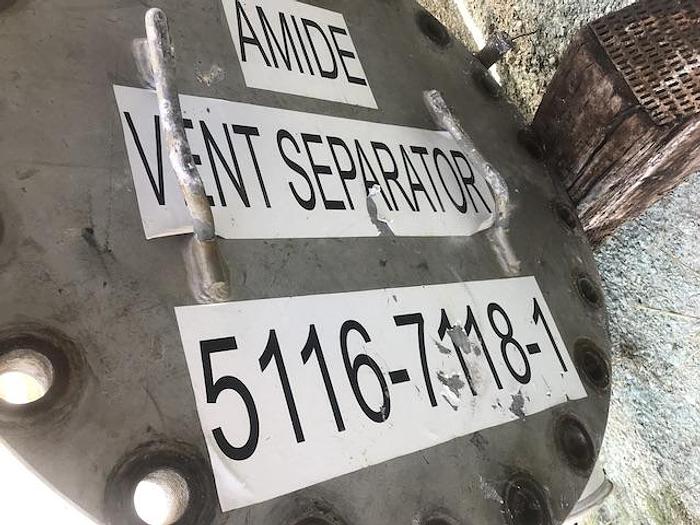 AMIDE
VENT SEPARATOR
5116-7118-1